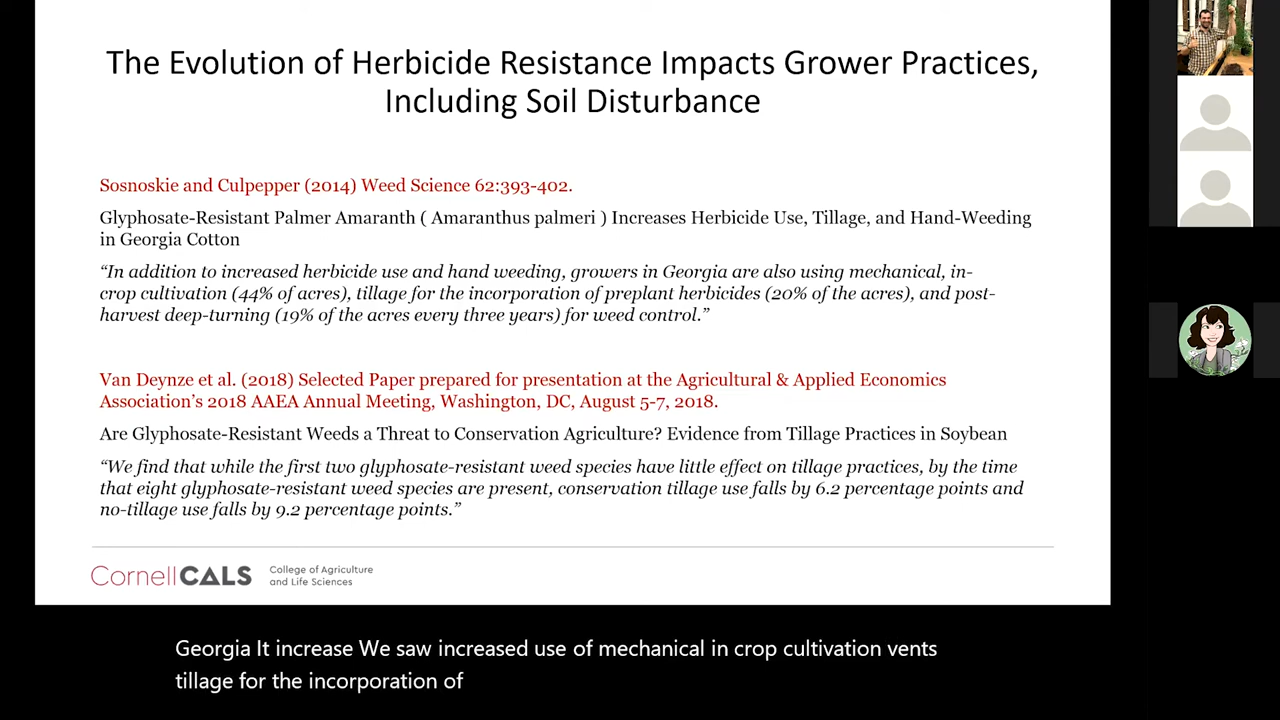 The Evolution of Herbicide Resistance Impacts Grower Practices,
Including Soil Disturbance
Sosnoskie and Culpepper (2014) Weed Science 62:393-402.
Glyphosate-Resistant Palmer Amaranth ( Amaranthus palmeri ) Increases Herbicide Use, Tillage, and Hand-Weeding
in Georgia Cotton
“In addition to increased herbicide use and hand weeding, growers in Georgia are also using mechanical, in-
crop cultivation (44% of acres), tillage for the incorporation of preplant herbicides (20% of the acres), and post-
harvest deep-turning (19% of the acres every three years) for weed control.”
Van Deynze et al. (2018) Selected Paper prepared for presentation at the Agricultural & Applied Economics
Association’s 2018 AAEA Annual Meeting, Washington, DC, August 5-7, 2018.
Are Glyphosate-Resistant Weeds a Threat to Conservation Agriculture? Evidence from Tillage Practices in Soybean
“We find that while the first two glyphosate-resistant weed species have little effect on tillage practices, by the time
that eight glyphosate-resistant weed species are present, conservation tillage use falls by 6.2 percentage points and
no-tillage use falls by 9.2 percentage points.”
CornellCALS
College of Agriculture
and Life Sciences
Georgia It increase We saw increased use of mechanical in crop cultivation vents
tillage for the incorporation of